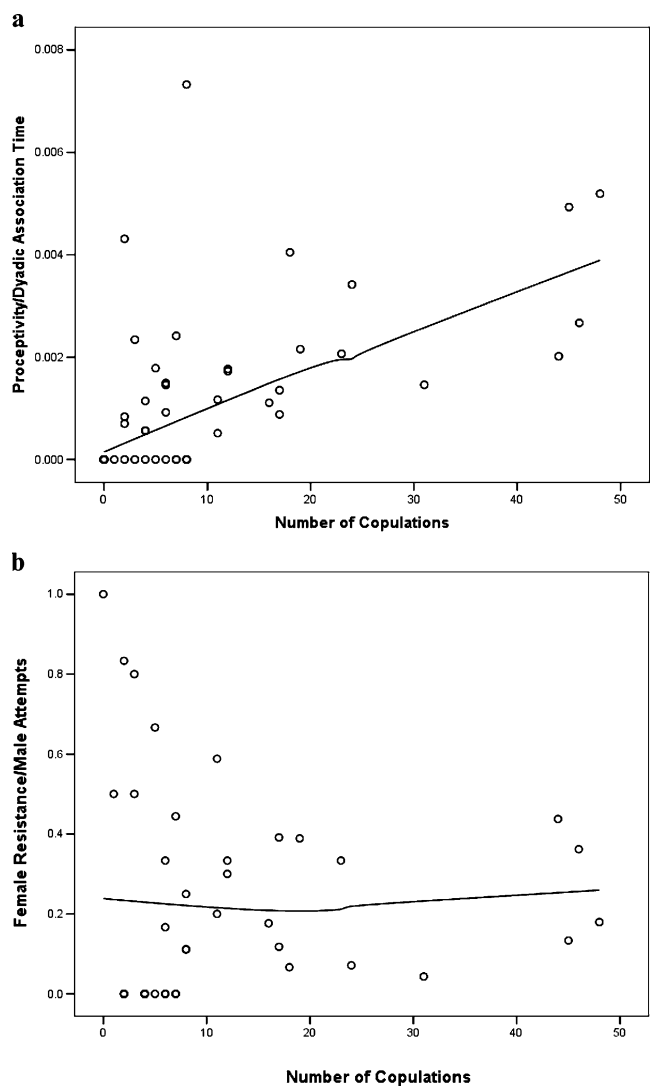 a
Proceptivity/Dyadic Association Time
0.008
0.006
0.004
0.002
0.000
0 10 20 30 40 50
Number of Copulations
b
Female Resistance/Male Attempts
1.0
0.8
0.6
0.4
0.2
0.0
0 10 20 30 40 50
Number of Copulations